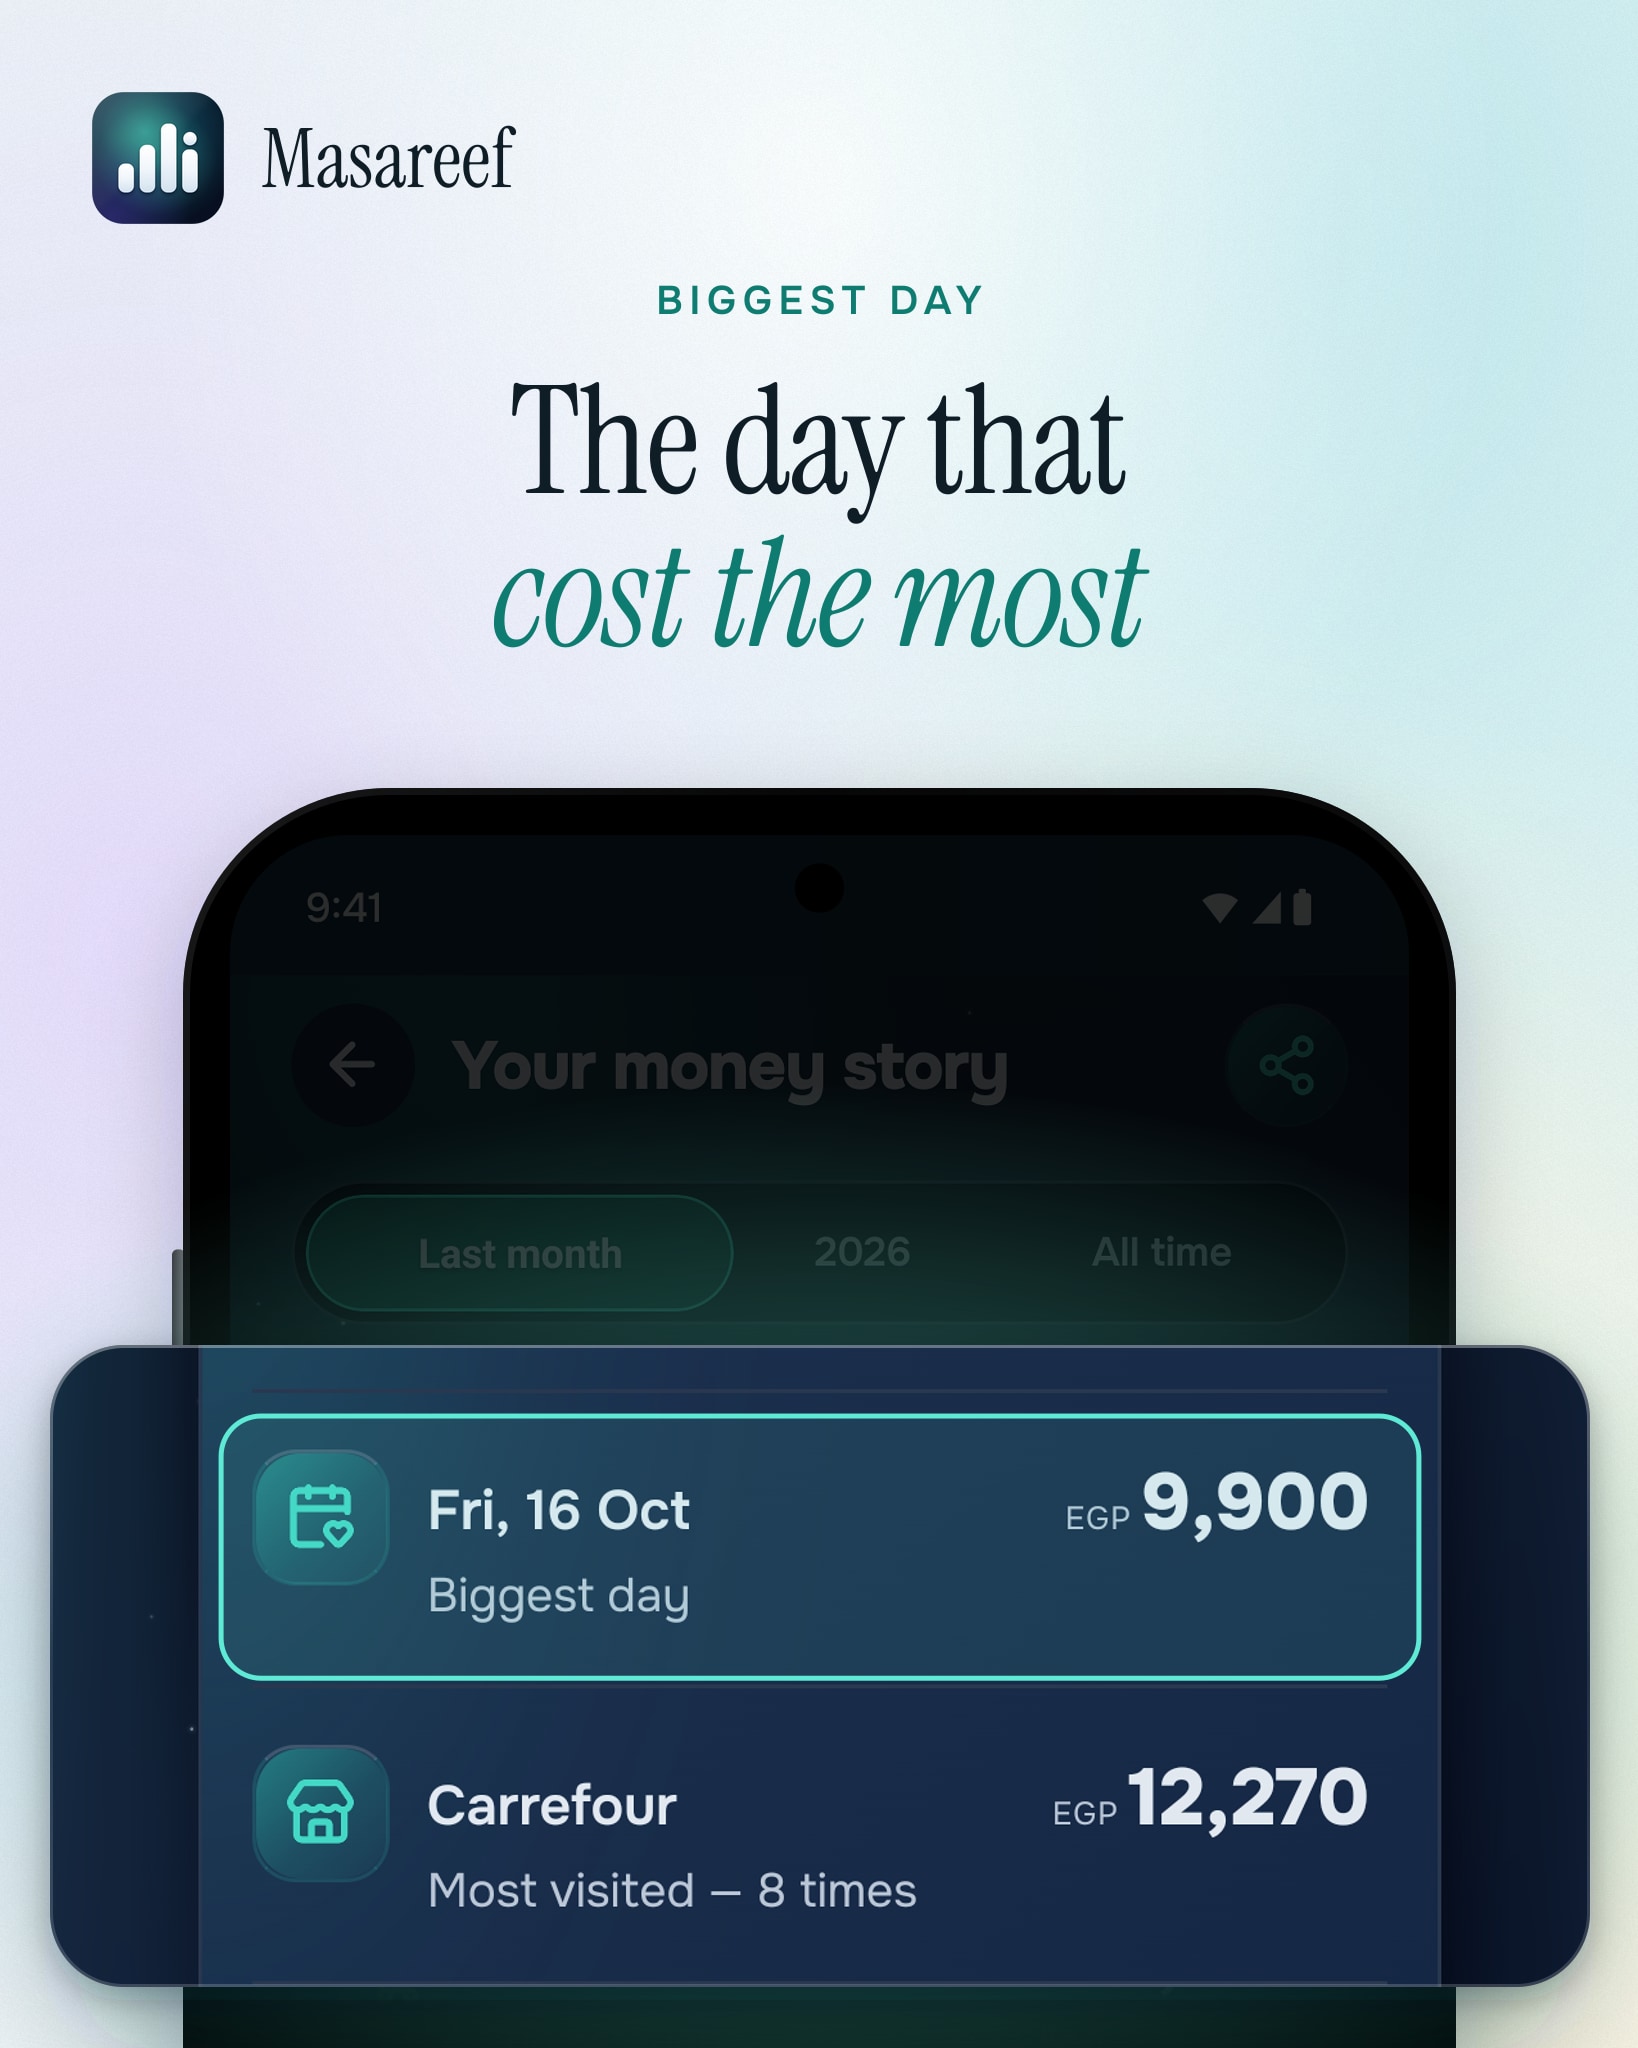 Masareef
BIGGEST DAY
The day that
cost the most
9:41
Your money story
Last month 2026 All time
Fri, 16 Oct EGP 9,900
Biggest day
Carrefour EGP 12,270
Most visited – 8 times